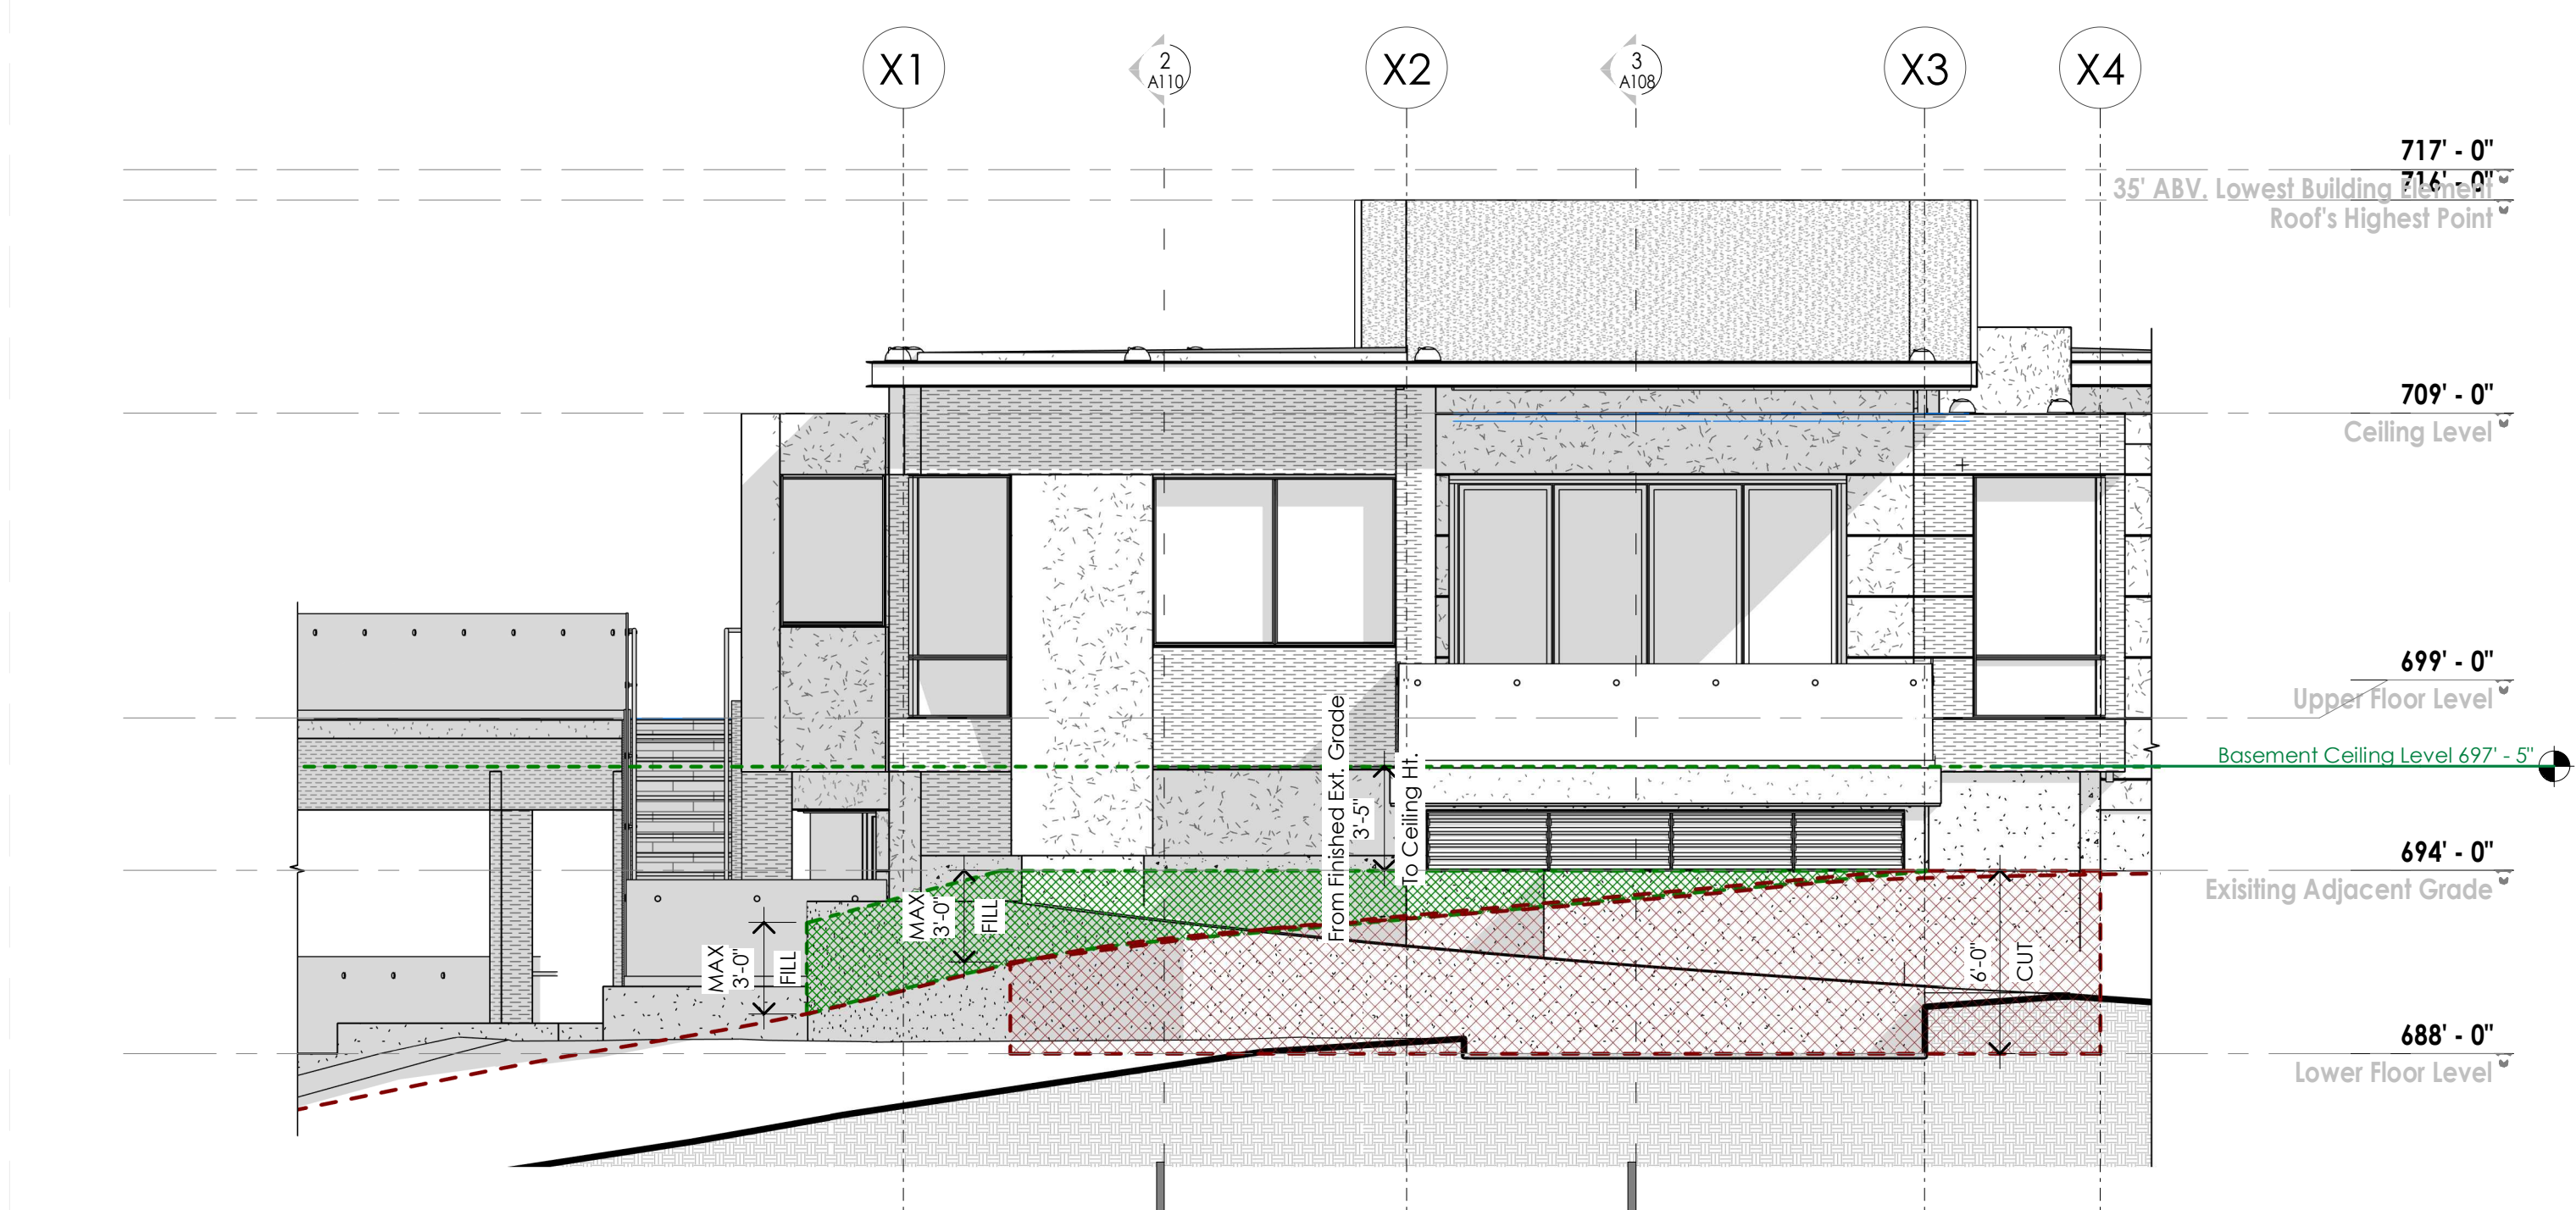 X1
2
A110
X2
3
A108
X3
X4
717' - 0"
35' ABV. Lowest Building Element
716' - 0"
Roof's Highest Point
709' - 0"
Ceiling Level
699' - 0"
Upper Floor Level
Basement Ceiling Level 697' - 5"
694' - 0"
Exisiting Adjacent Grade
688' - 0"
Lower Floor Level
MAX
3'-0"
FILL
MAX
3'-0"
FILL
From Finished Ext. Grade
3'-5"
To Ceiling Ht.
6'-0"
CUT